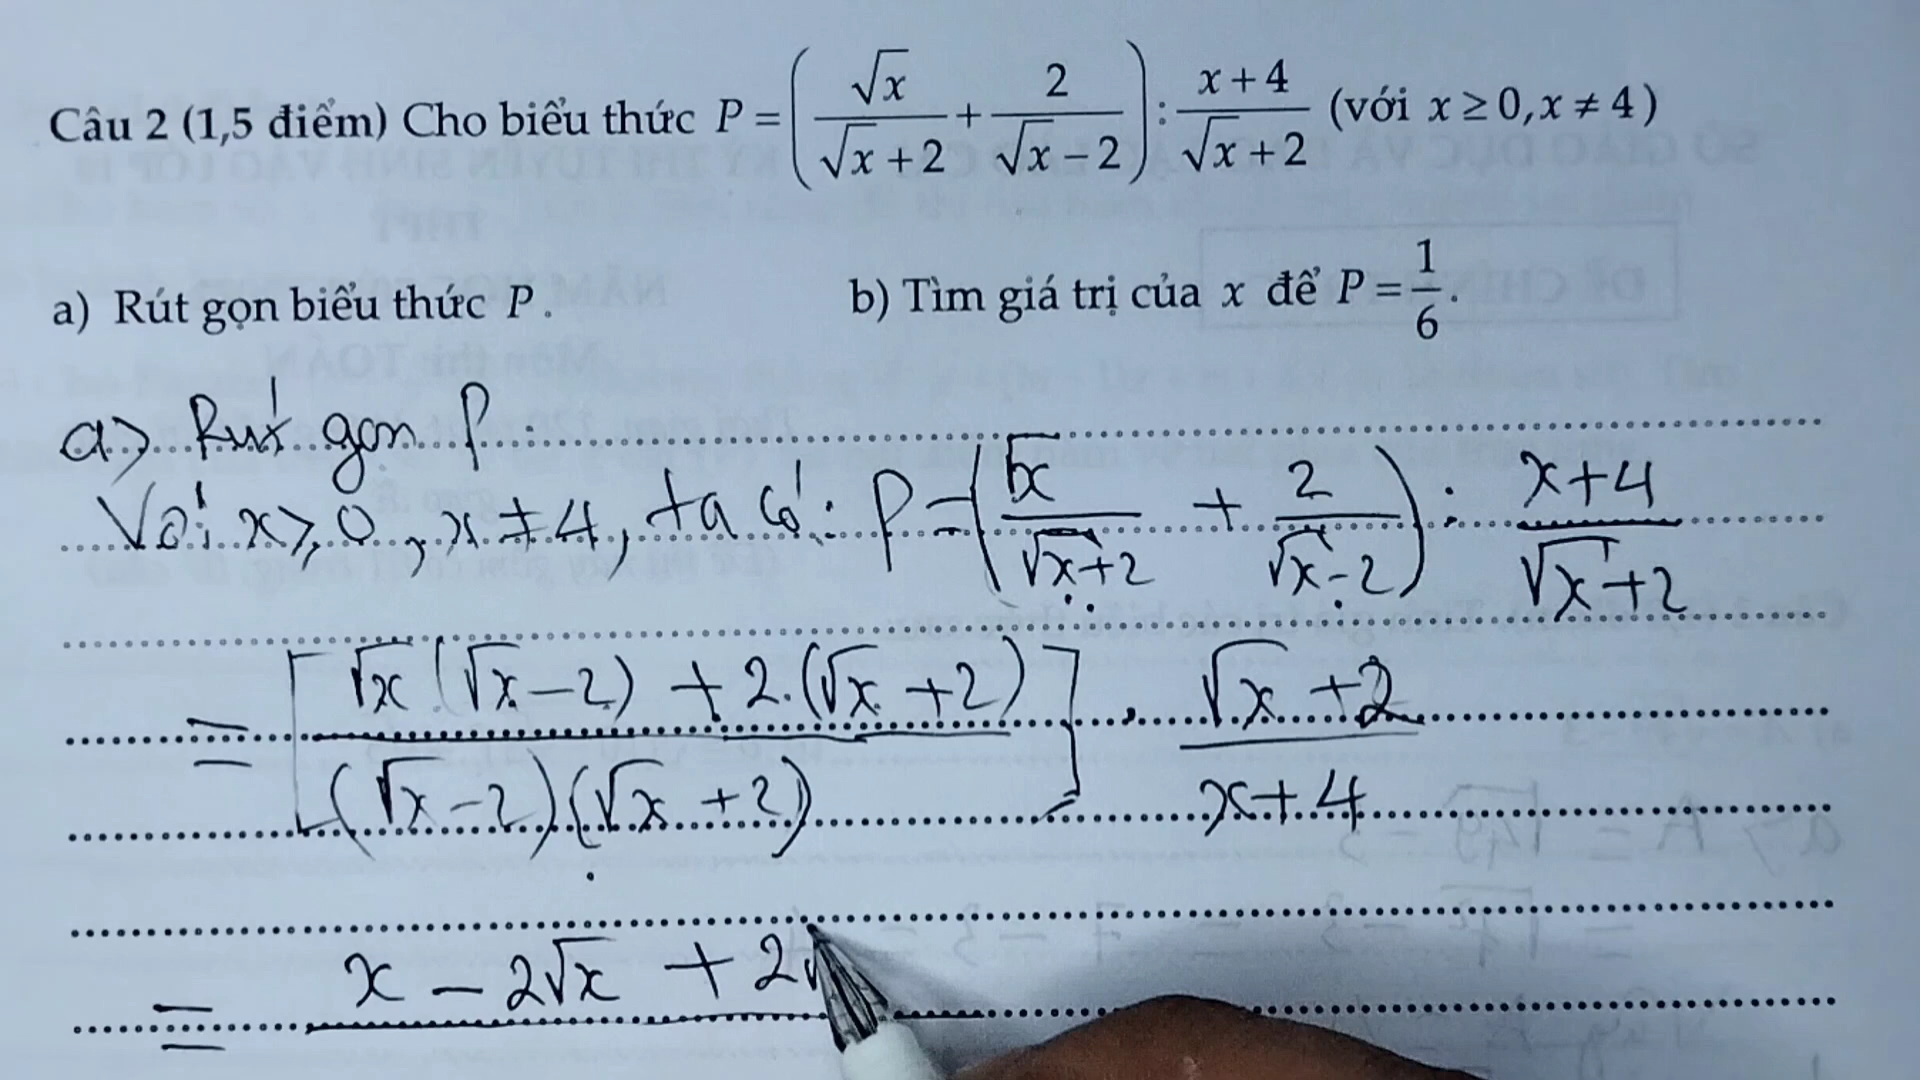 Câu 2 (1,5 điểm) Cho biểu thức P = ( √x / (√x + 2) + 2 / (√x − 2) ) : (x + 4) / (√x + 2) (với x ≥ 0, x ≠ 4)
a) Rút gọn biểu thức P. b) Tìm giá trị của x để P = 1/6.
a> Rút gọn P
Với x ≥ 0, x ≠ 4, ta có: P = ( √x / (√x + 2) + 2 / (√x − 2) ) : (x + 4) / (√x + 2)
= [ (√x (√x − 2) + 2.(√x + 2)) / ((√x − 2)(√x + 2)) ] . (√x + 2) / (x + 4)
= x − 2√x + 2√